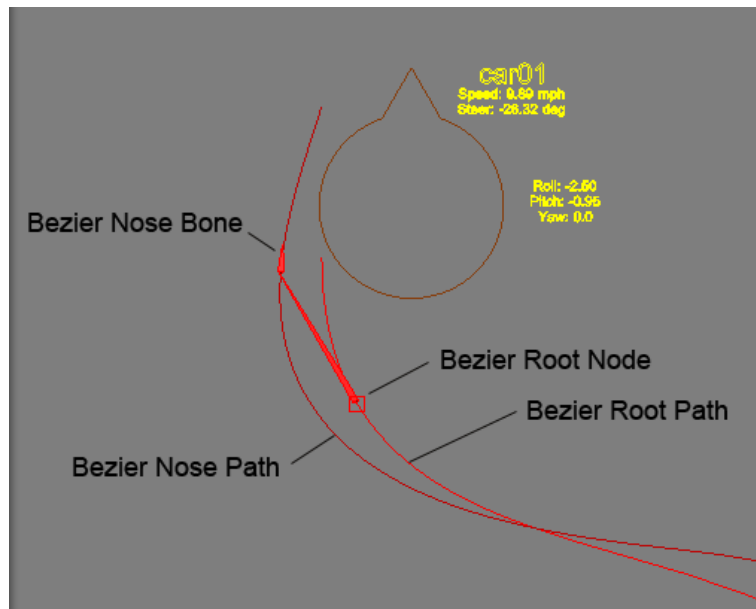 car01
Speed: 9.89 mph
Steer: -26.32 deg
Roll: -2.50
Pitch: -0.95
Yaw: 0.0
Bezier Nose Bone
Bezier Root Node
Bezier Root Path
Bezier Nose Path